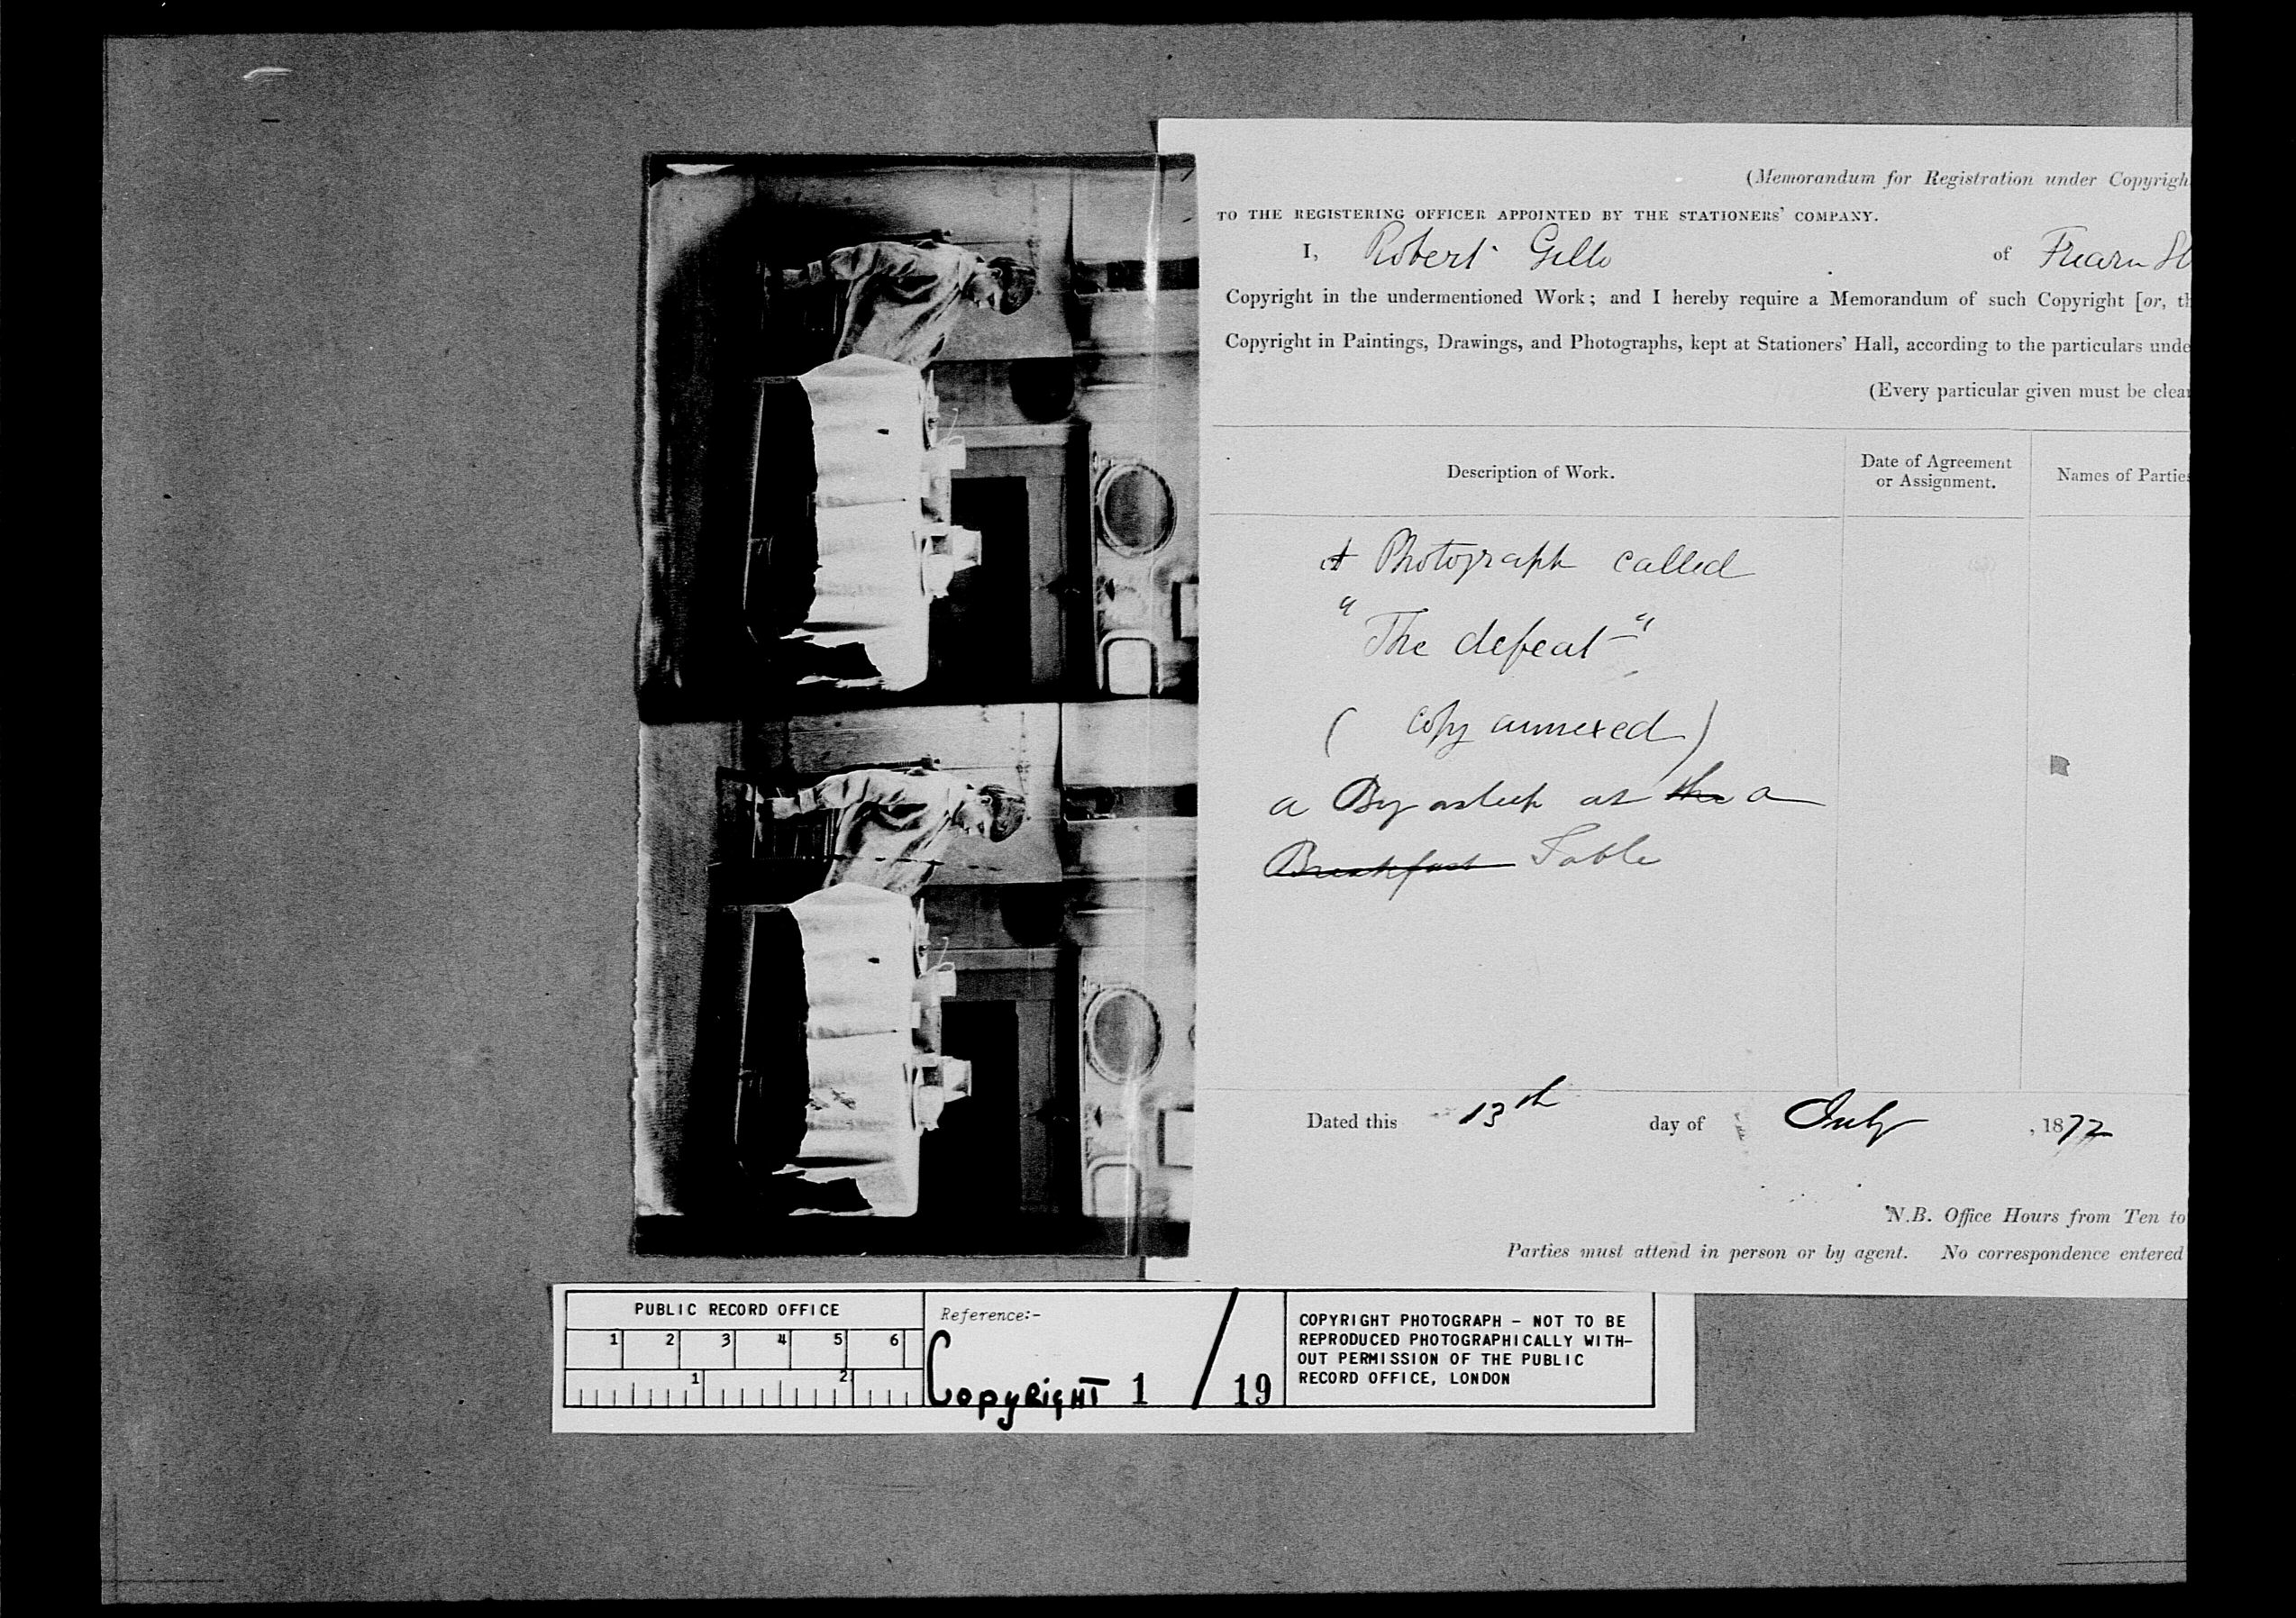 (Memorandum for Registration under Copyrigh
TO THE REGISTERING OFFICER APPOINTED BY THE STATIONERS' COMPANY.
I, Robert Gillo of Fearn St
Copyright in the undermentioned Work; and I hereby require a Memorandum of such Copyright [or, th
Copyright in Paintings, Drawings, and Photographs, kept at Stationers' Hall, according to the particulars unde
(Every particular given must be clear
Description of Work.
Date of Agreement
or Assignment.
Names of Parties
A Photograph called
"The defeat"
(copy annexed)
a Boy asleep at the a
Breakfast Table
Dated this 13th day of July, 1872
N.B. Office Hours from Ten to
Parties must attend in person or by agent. No correspondence entered
PUBLIC RECORD OFFICE
1 2 3 4 5 6
1 2
Reference:-
COPYRIGHT 1 / 19
COPYRIGHT PHOTOGRAPH - NOT TO BE
REPRODUCED PHOTOGRAPHICALLY WITH-
OUT PERMISSION OF THE PUBLIC
RECORD OFFICE, LONDON